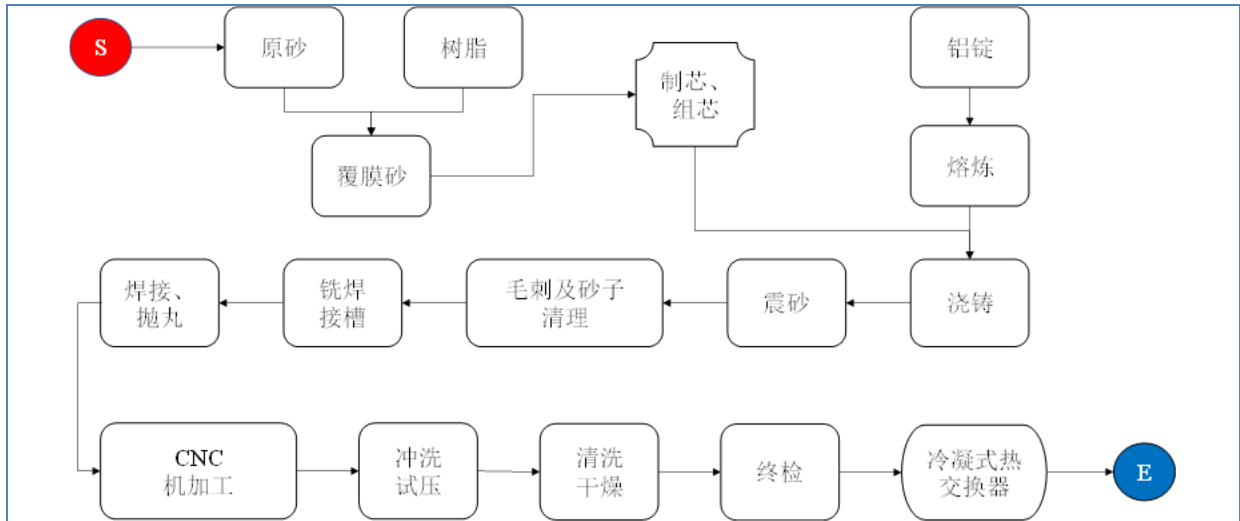 S
原砂
树脂
制芯、
组芯
铝锭
覆膜砂
熔炼
焊接、
抛丸
铣焊
接槽
毛刺及砂子
清理
震砂
浇铸
CNC
机加工
冲洗
试压
清洗
干燥
终检
冷凝式热
交换器
E